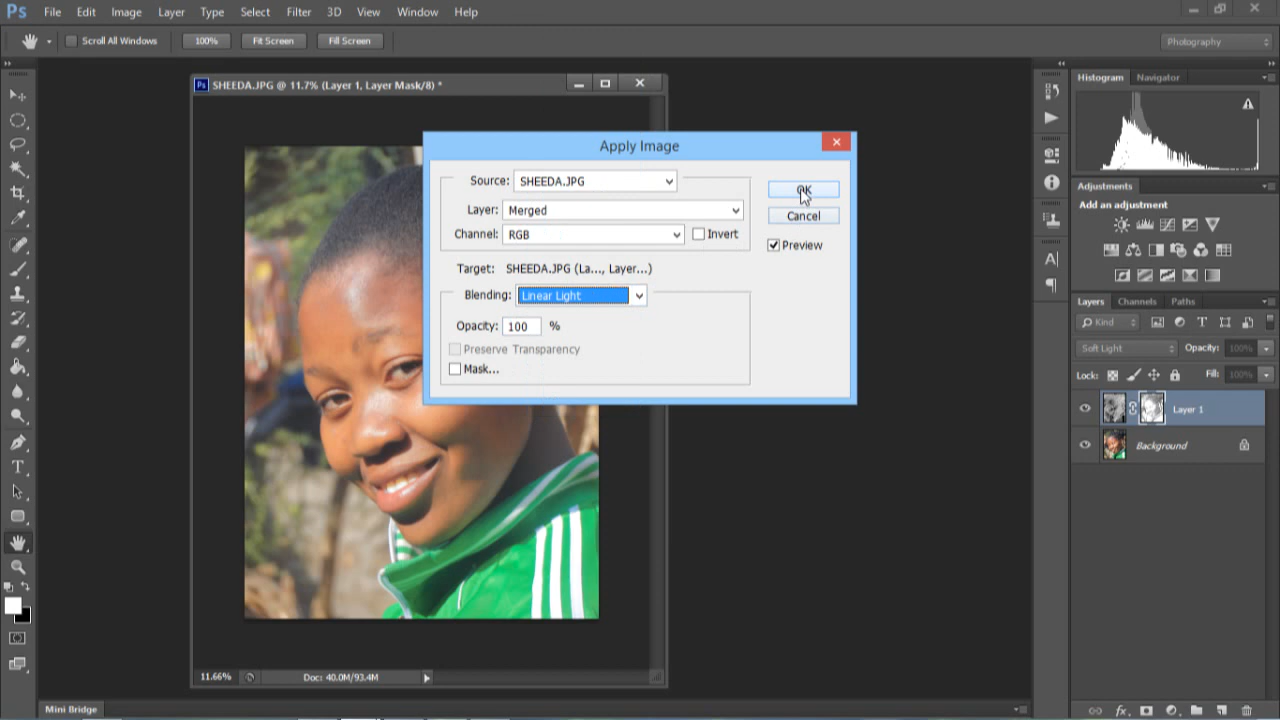 Ps File Edit Image Layer Type Select Filter 3D View Window Help
Scroll All Windows 100% Fit Screen Fill Screen Photography
Ps SHEEDA.JPG @ 11.7% (Layer 1, Layer Mask/8) *
Histogram Navigator
Apply Image
Source: SHEEDA.JPG
OK
Layer: Merged
Cancel
Channel: RGB Invert
Preview
Target: SHEEDA.JPG (La..., Layer...)
Blending: Linear Light
Opacity: 100 %
Preserve Transparency
Mask...
Adjustments
Add an adjustment
Layers Channels Paths
Kind
Soft Light Opacity: 100%
Lock: Fill: 100%
Layer 1
Background
11.66% Doc: 40.0M/93.4M
Mini Bridge